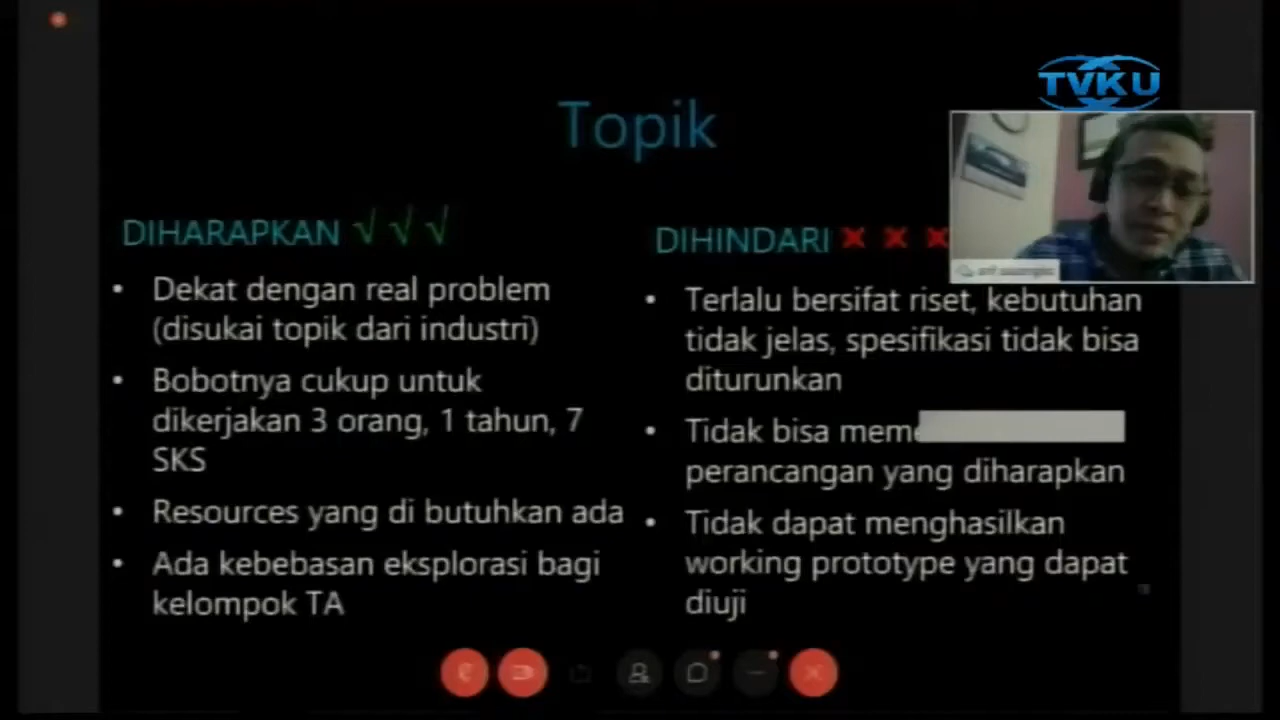 TVKU
Topik
DIHARAPKAN √ √ √
• Dekat dengan real problem
(disukai topik dari industri)
• Bobotnya cukup untuk
dikerjakan 3 orang, 1 tahun, 7
SKS
• Resources yang di butuhkan ada
• Ada kebebasan eksplorasi bagi
kelompok TA
DIHINDARI × × ×
• Terlalu bersifat riset, kebutuhan
tidak jelas, spesifikasi tidak bisa
diturunkan
• Tidak bisa
perancangan yang diharapkan
• Tidak dapat menghasilkan
working prototype yang dapat
diuji